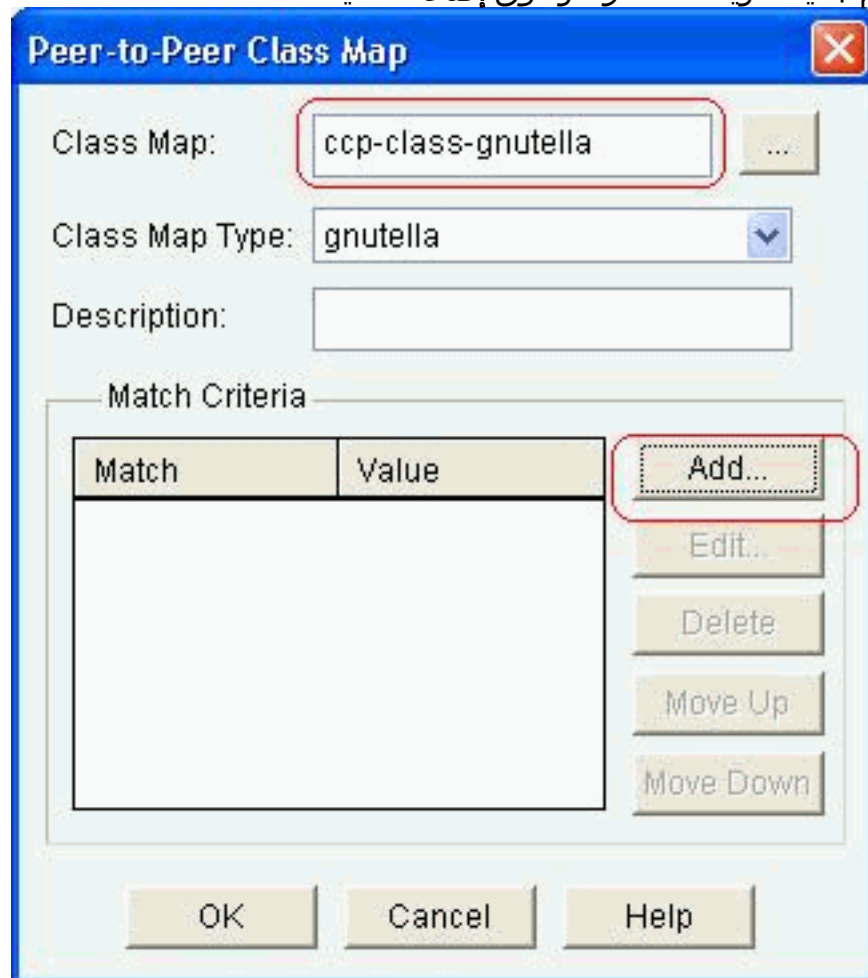 Peer-to-Peer Class Map
Class Map: ccp-class-gnutella ...
Class Map Type: gnutella
Description:
Match Criteria
Match Value
Add...
Edit...
Delete
Move Up
Move Down
OK Cancel Help